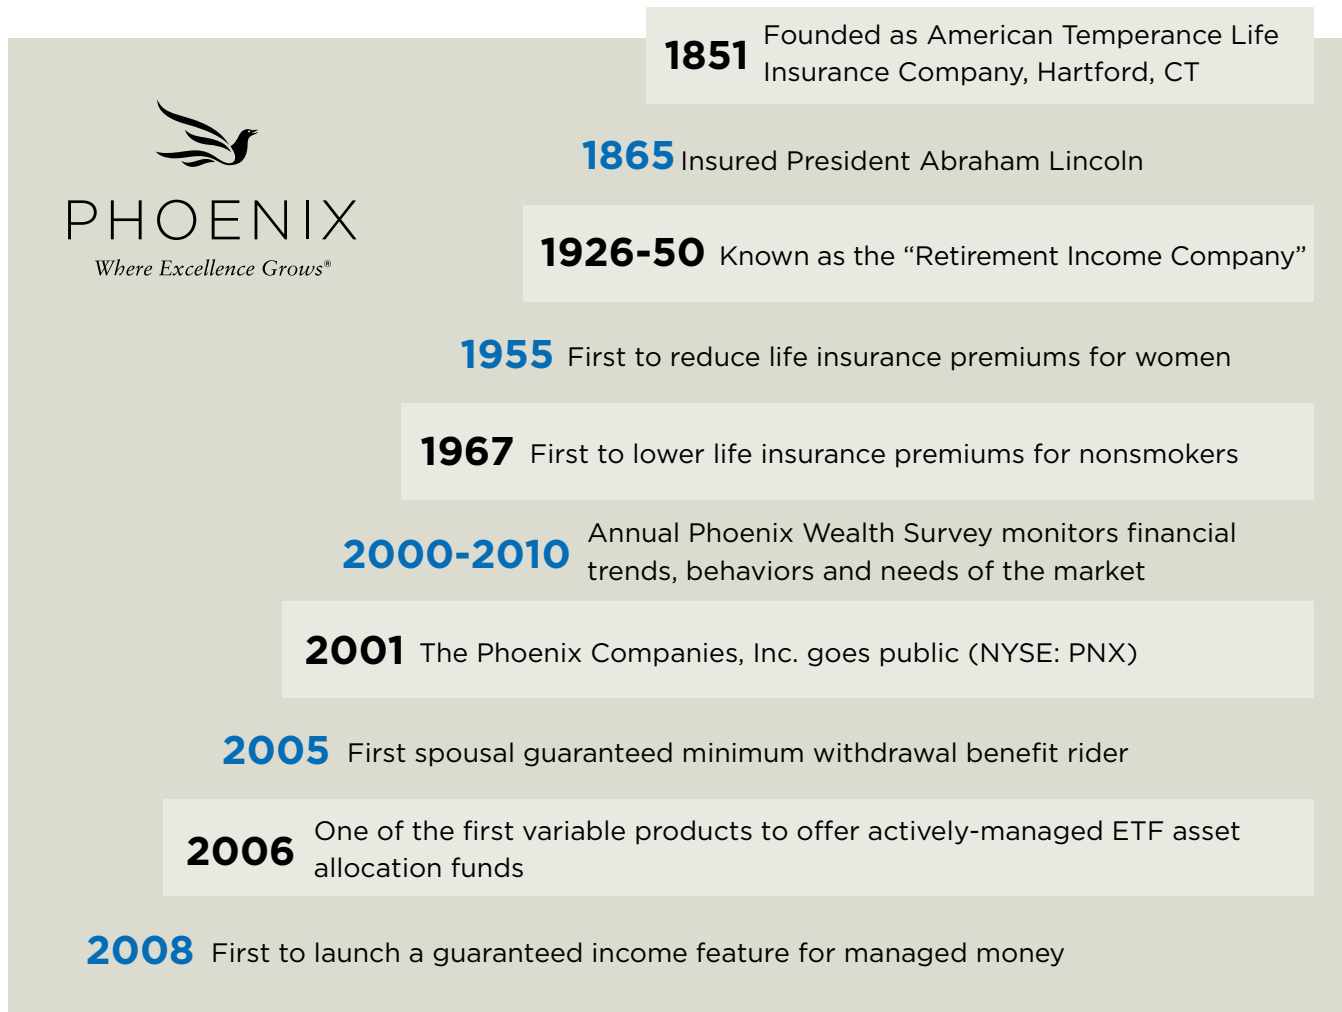 1851 Founded as American Temperance Life
Insurance Company, Hartford, CT
PHOENIX
Where Excellence Grows®
1865 Insured President Abraham Lincoln
1926-50 Known as the “Retirement Income Company”
1955 First to reduce life insurance premiums for women
1967 First to lower life insurance premiums for nonsmokers
2000-2010 Annual Phoenix Wealth Survey monitors financial
trends, behaviors and needs of the market
2001 The Phoenix Companies, Inc. goes public (NYSE: PNX)
2005 First spousal guaranteed minimum withdrawal benefit rider
2006 One of the first variable products to offer actively-managed ETF asset
allocation funds
2008 First to launch a guaranteed income feature for managed money